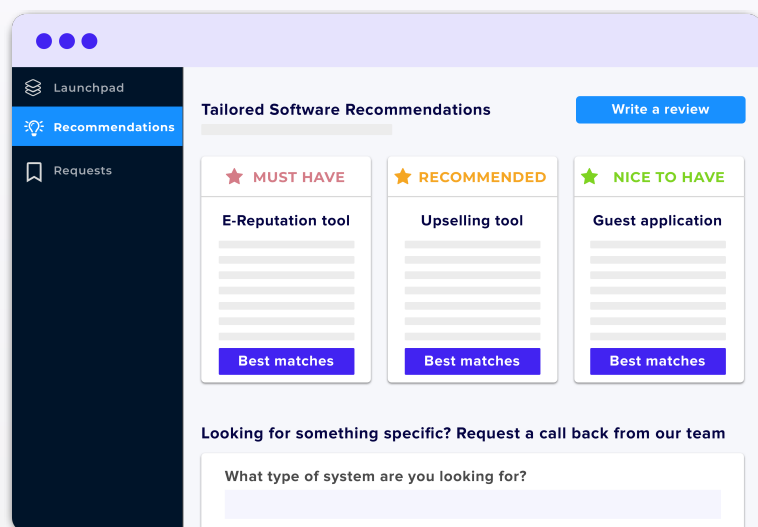 Launchpad
Recommendations
Requests
Tailored Software Recommendations
Write a review
MUST HAVE
E-Reputation tool
Best matches
RECOMMENDED
Upselling tool
Best matches
NICE TO HAVE
Guest application
Best matches
Looking for something specific? Request a call back from our team
What type of system are you looking for?